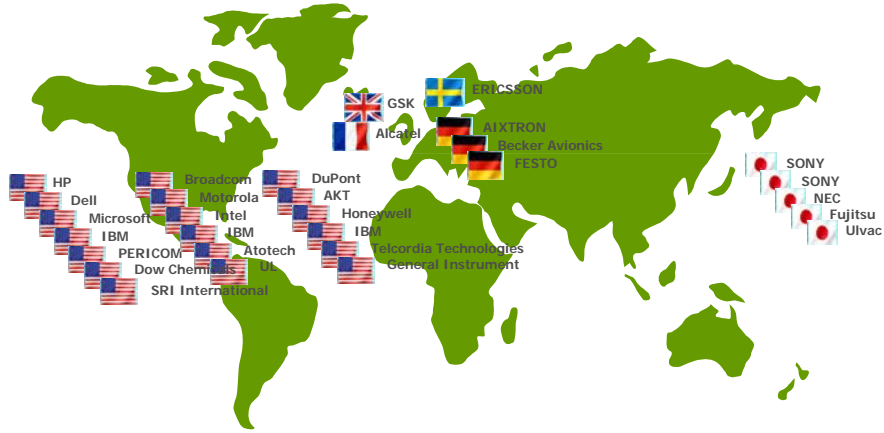 ERICSSON
GSK
Alcatel
AIXTRON
Becker Avionics
FESTO
HP
Dell
Microsoft
IBM
PERICOM
Dow Chemicals
SRI International
Broadcom
Motorola
Intel
IBM
Atotech
UL
DuPont
AKT
Honeywell
IBM
Telcordia Technologies
General Instrument
SONY
SONY
NEC
Fujitsu
Ulvac